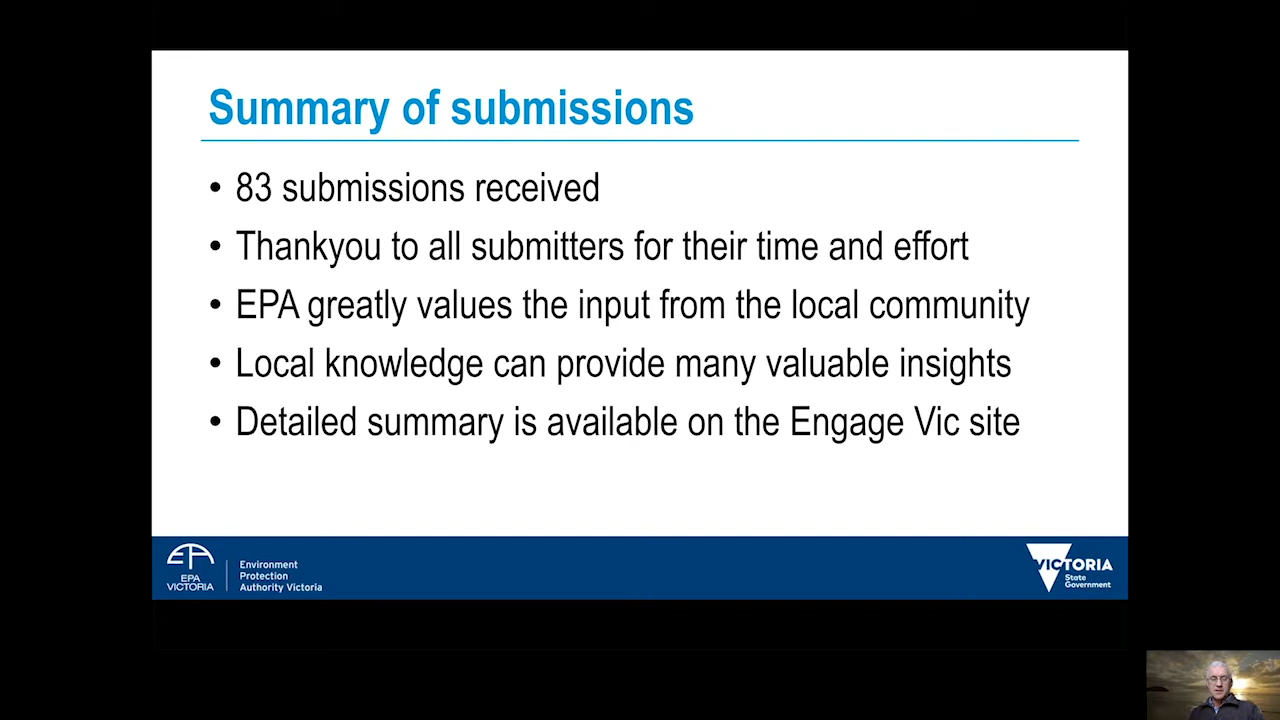 Summary of submissions
• 83 submissions received
• Thankyou to all submitters for their time and effort
• EPA greatly values the input from the local community
• Local knowledge can provide many valuable insights
• Detailed summary is available on the Engage Vic site
EPA
EPA
VICTORIA
Environment
Protection
Authority Victoria
VICTORIA
State
Government